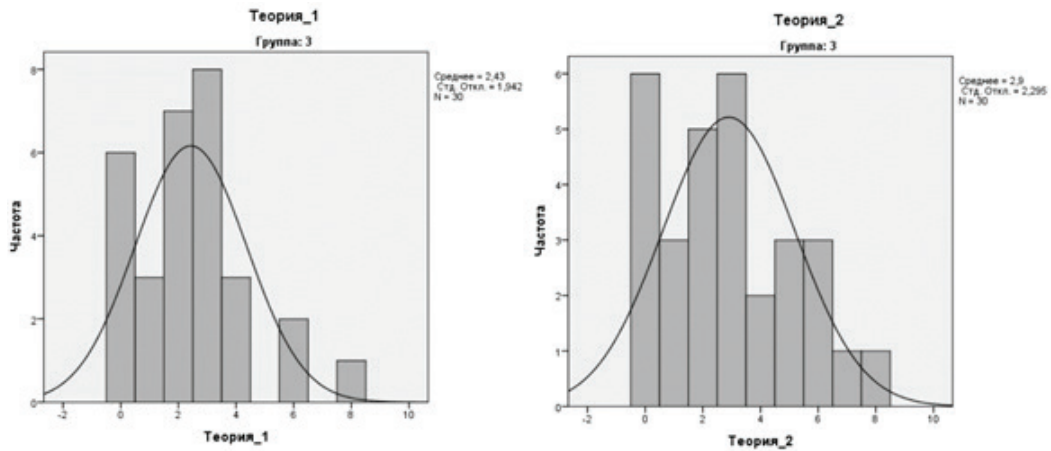 Теория_1
Группа: 3
Среднее = 2,43
Стд. Откл. = 1,942
N = 30
Частота
8
6
4
2
0
-2 0 2 4 6 8 10
Теория_1
Теория_2
Группа: 3
Среднее = 2,9
Стд. Откл. = 2,295
N = 30
Частота
6
5
4
3
2
1
0
-2 0 2 4 6 8 10
Теория_2